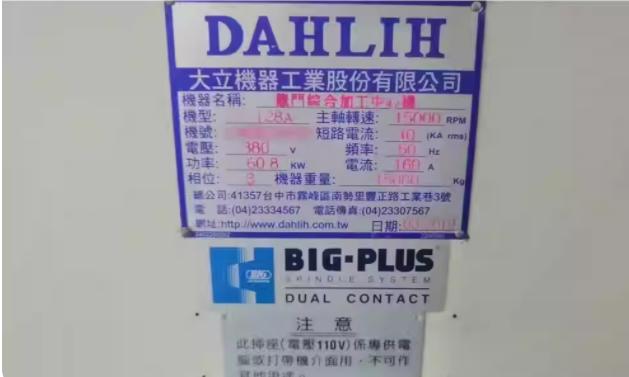 DAHLIH
大立機器工業股份有限公司
機器名稱: 龍門綜合加工中心機
機型: 128A 主軸轉速: 15000 RPM
機號: 短路電流: 10 (KA rms)
電壓: 380 V 頻率: 60 Hz
功率: 60.8 KW 電流: 160 A
相位: 3 機器重量: Kg
總公司:41357台中市霧峰區南勢里豐正路工業巷3號
電 話:(04)23334567 電話傳真:(04)23307567
網址:http://www.dahlih.com.tw 日期:
BIG BIG-PLUS
SPINDLE SYSTEM
DUAL CONTACT
注 意
此插座(電壓110V)係專供電
腦或打帶機介面用,不可作